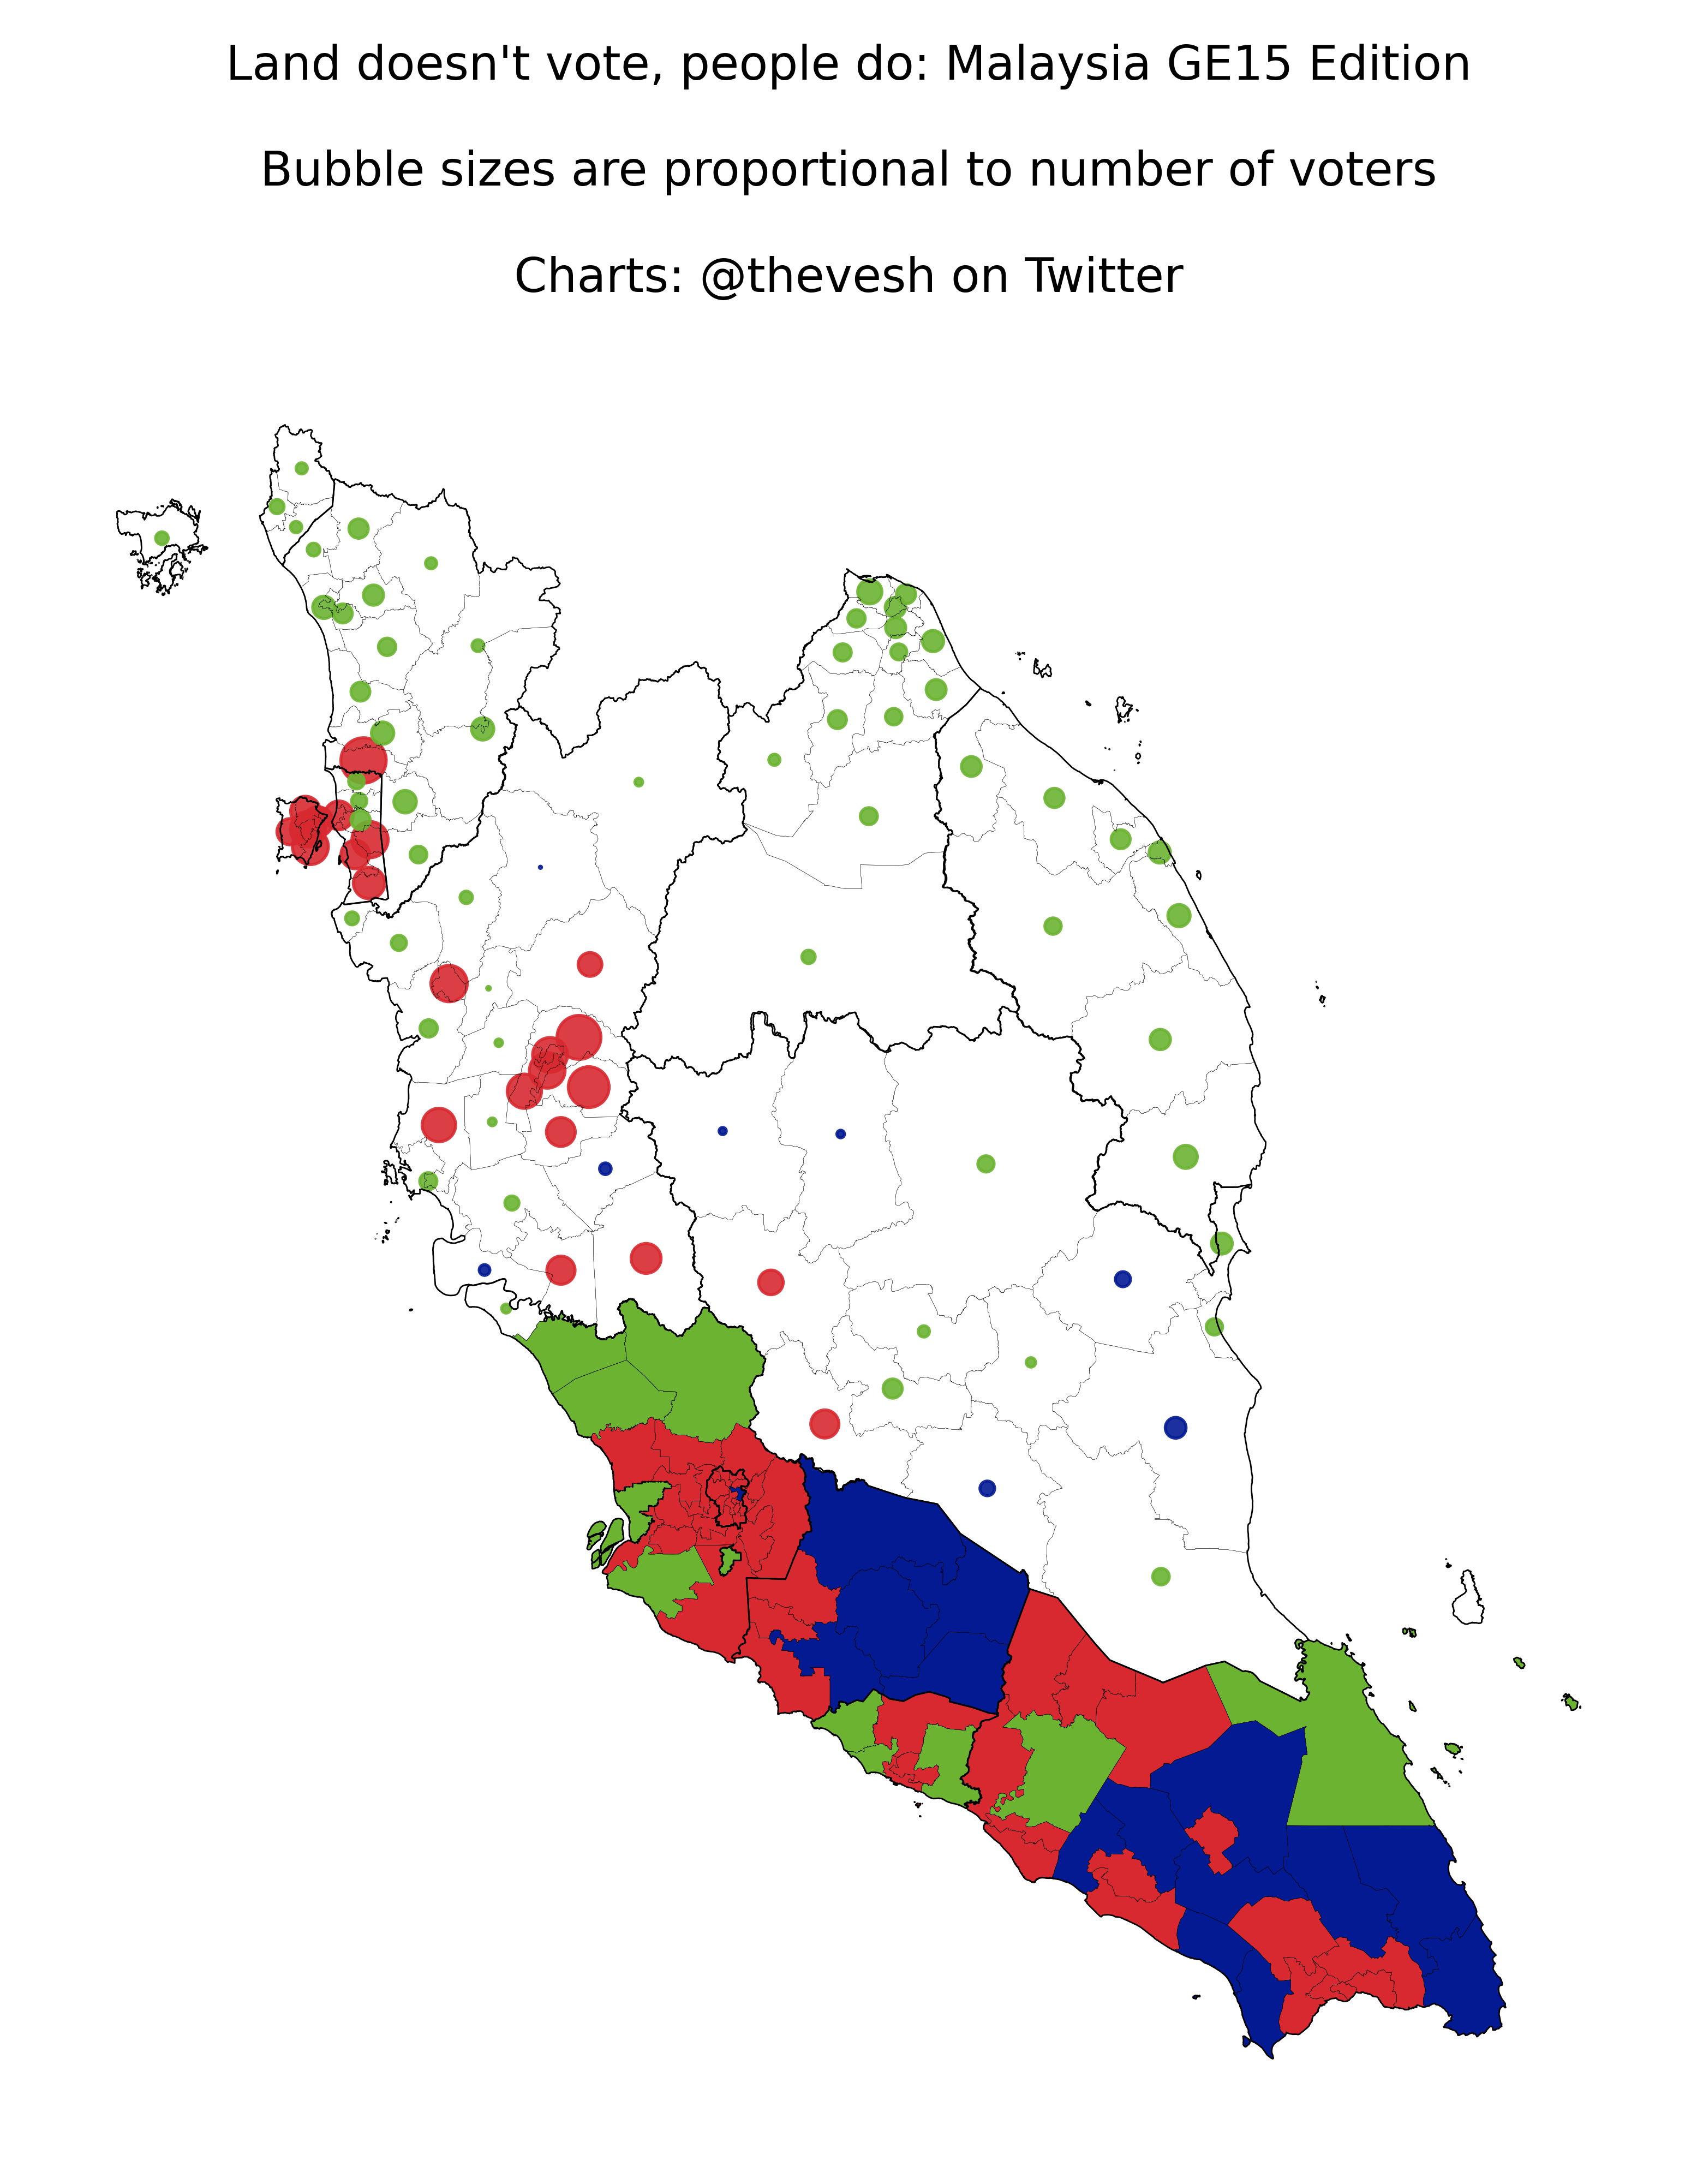 Land doesn't vote, people do: Malaysia GE15 Edition
Bubble sizes are proportional to number of voters
Charts: @thevesh on Twitter